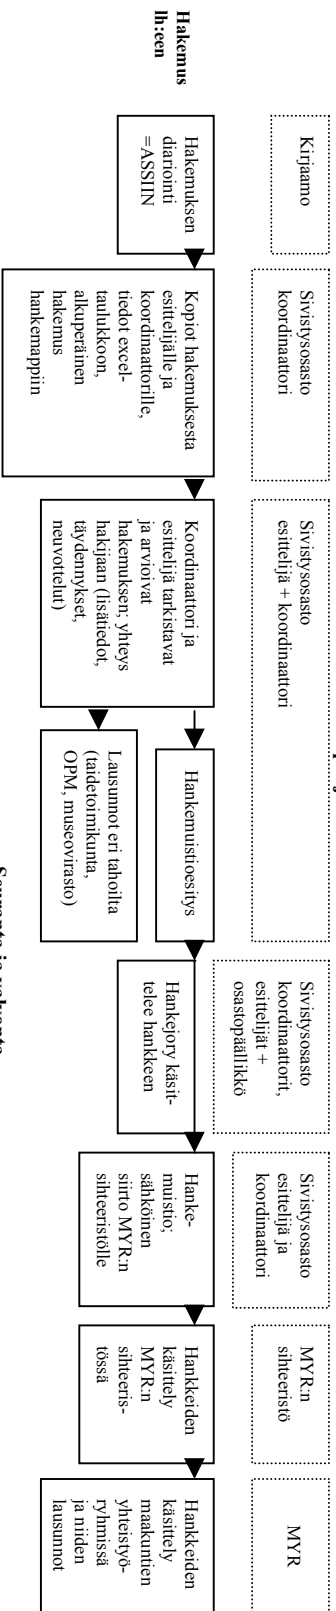 Hakemus
lh:een
Kirjaamo
Hakemuksen
diariointi
=ASSIIN
Sivistysosasto
koordinaattori
Kopiot hakemuksesta
esittelijälle ja
koordinaattorille,
tiedot excel-
taulukkoon,
alkuperäinen
hakemus
hankemappiin
Sivistysosasto
esittelijä + koordinaattori
Koordinaattori ja
esittelijä tarkistavat
ja arvioivat
hakemuksen; yhteys
hakijaan (lisätiedot,
täydennykset,
neuvottelut)
Hankemuistioesitys
Lausunnot eri tahoilta
(taidetoimikunta,
OPM, museovirasto)
Sivistysosasto
koordinaattorit,
esittelijät +
osastopäällikkö
Hankejory käsit-
telee hankkeen
Sivistysosasto
esittelijä ja
koordinaattori
Hanke-
muistio;
sähköinen
siirto MYR:n
sihteeristölle
MYR:n
sihteeristö
Hankkeiden
käsittely
MYR:n
sihteeris-
tössä
MYR
Hankkeiden
käsittely
maakuntien
yhteistyö-
ryhmissä
ja niiden
lausunnot